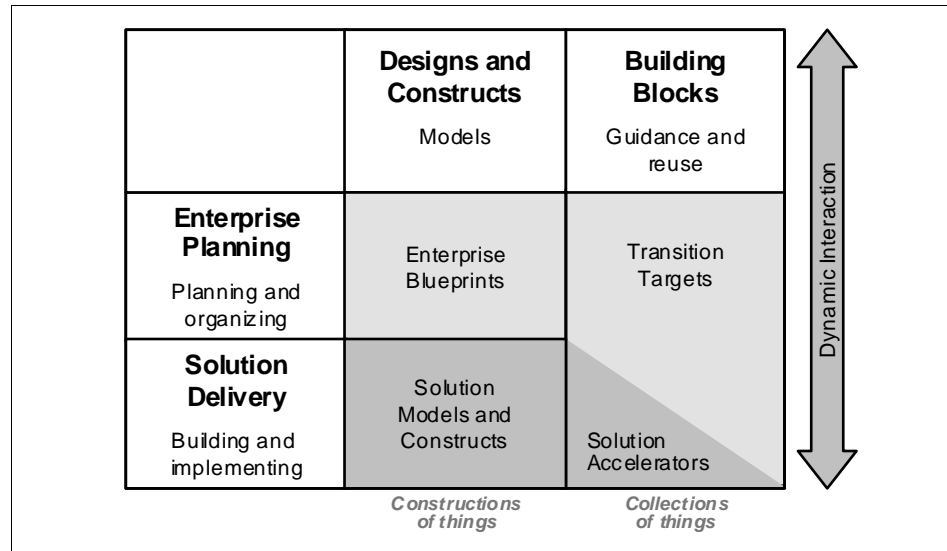 Designs and
Constructs
Models
Building
Blocks
Guidance and
reuse
Enterprise
Planning
Planning and
organizing
Enterprise
Blueprints
Transition
Targets
Solution
Delivery
Building and
implementing
Solution
Models and
Constructs
Solution
Accelerators
Dynamic Interaction
Constructions
of things
Collections
of things